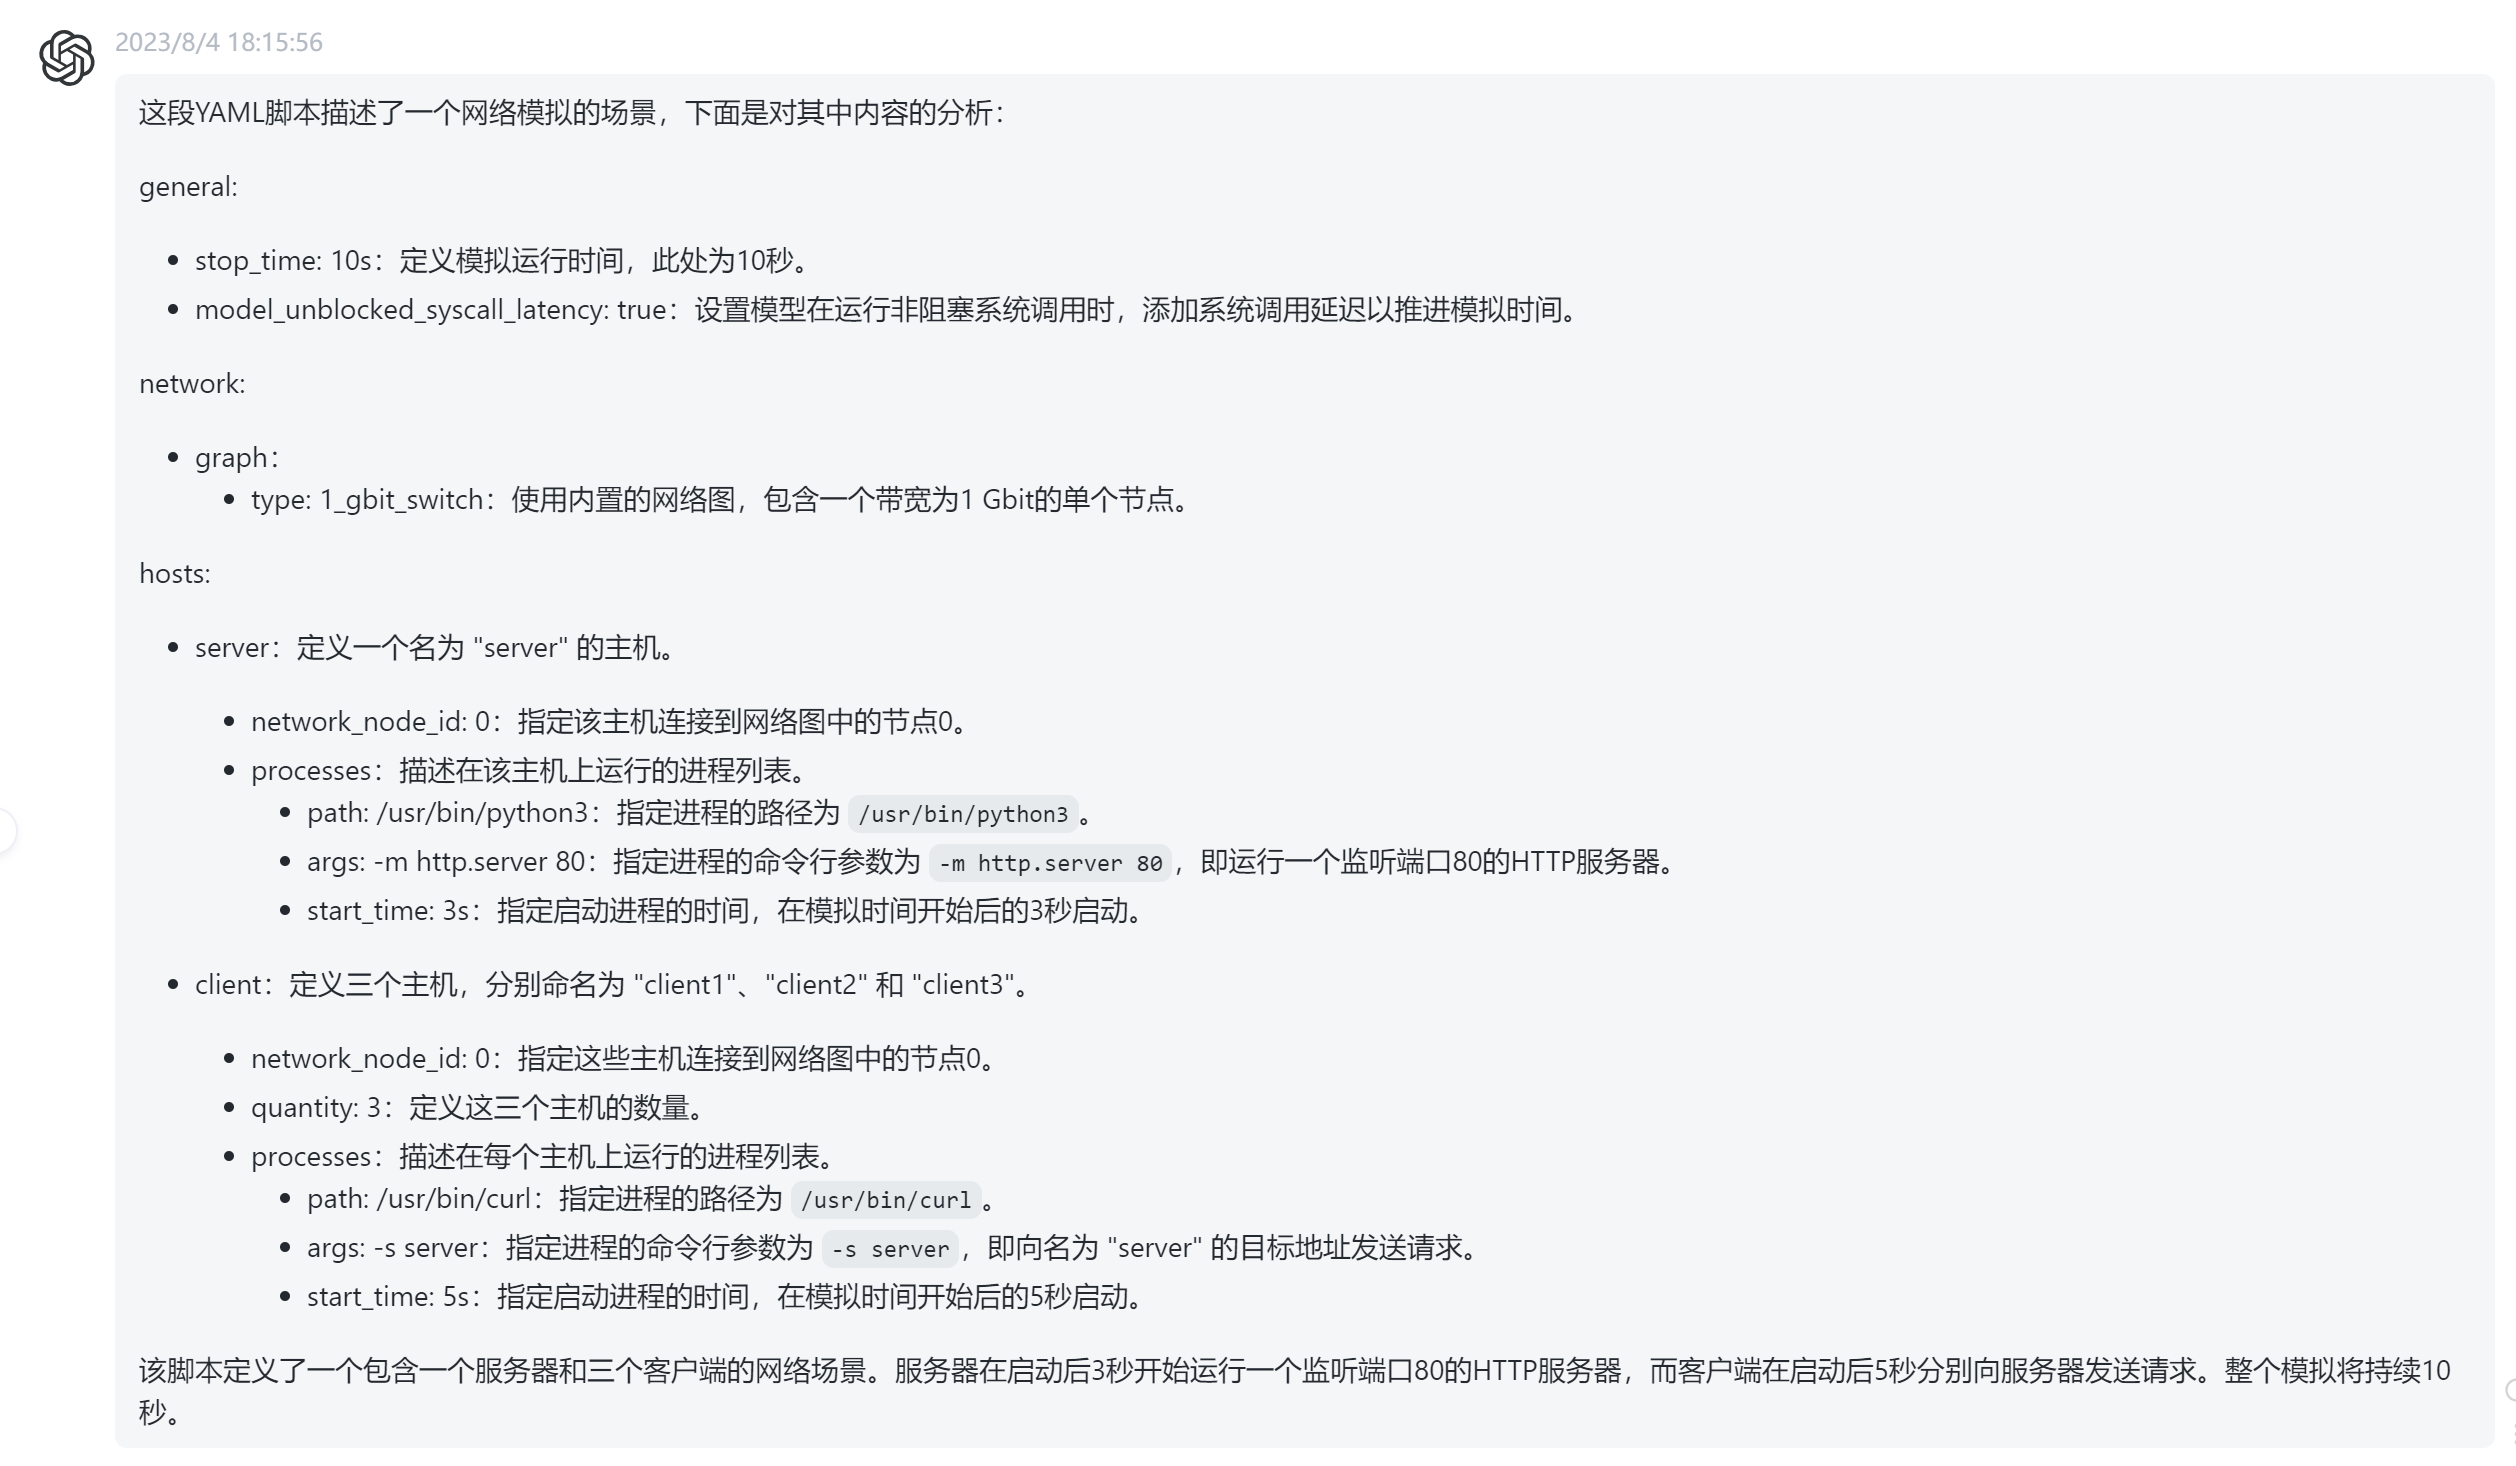 2023/8/4 18:15:56
这段YAML脚本描述了一个网络模拟的场景，下面是对其中内容的分析：
general:
stop_time: 10s：定义模拟运行时间，此处为10秒。
model_unblocked_syscall_latency: true：设置模型在运行非阻塞系统调用时，添加系统调用延迟以推进模拟时间。
network:
graph：
type: 1_gbit_switch：使用内置的网络图，包含一个带宽为1 Gbit的单个节点。
hosts:
server：定义一个名为 "server" 的主机。
network_node_id: 0：指定该主机连接到网络图中的节点0。
processes：描述在该主机上运行的进程列表。
path: /usr/bin/python3：指定进程的路径为 /usr/bin/python3 。
args: -m http.server 80：指定进程的命令行参数为 -m http.server 80 ，即运行一个监听端口80的HTTP服务器。
start_time: 3s：指定启动进程的时间，在模拟时间开始后的3秒启动。
client：定义三个主机，分别命名为 "client1"、"client2" 和 "client3"。
network_node_id: 0：指定这些主机连接到网络图中的节点0。
quantity: 3：定义这三个主机的数量。
processes：描述在每个主机上运行的进程列表。
path: /usr/bin/curl：指定进程的路径为 /usr/bin/curl 。
args: -s server：指定进程的命令行参数为 -s server ，即向名为 "server" 的目标地址发送请求。
start_time: 5s：指定启动进程的时间，在模拟时间开始后的5秒启动。
该脚本定义了一个包含一个服务器和三个客户端的网络场景。服务器在启动后3秒开始运行一个监听端口80的HTTP服务器，而客户端在启动后5秒分别向服务器发送请求。整个模拟将持续10
秒。